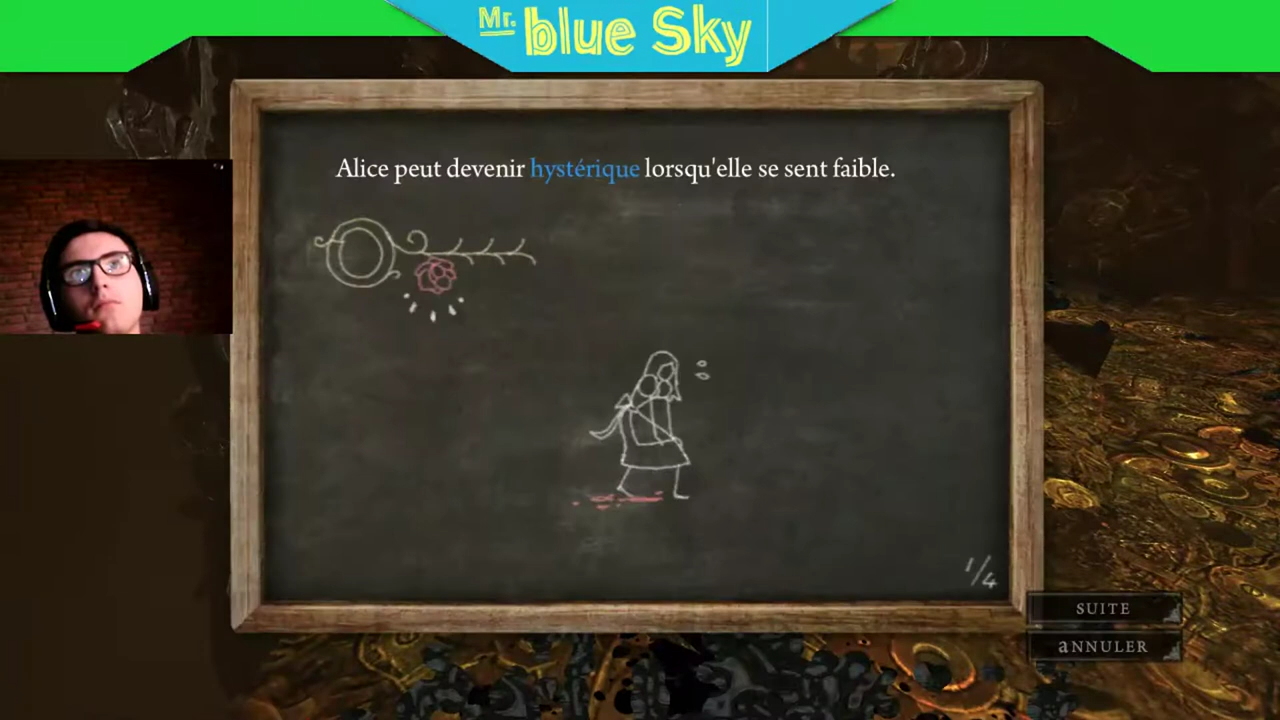 Mr. blue Sky
Alice peut devenir hystérique lorsqu'elle se sent faible.
1/4
SUITE
aNNULER